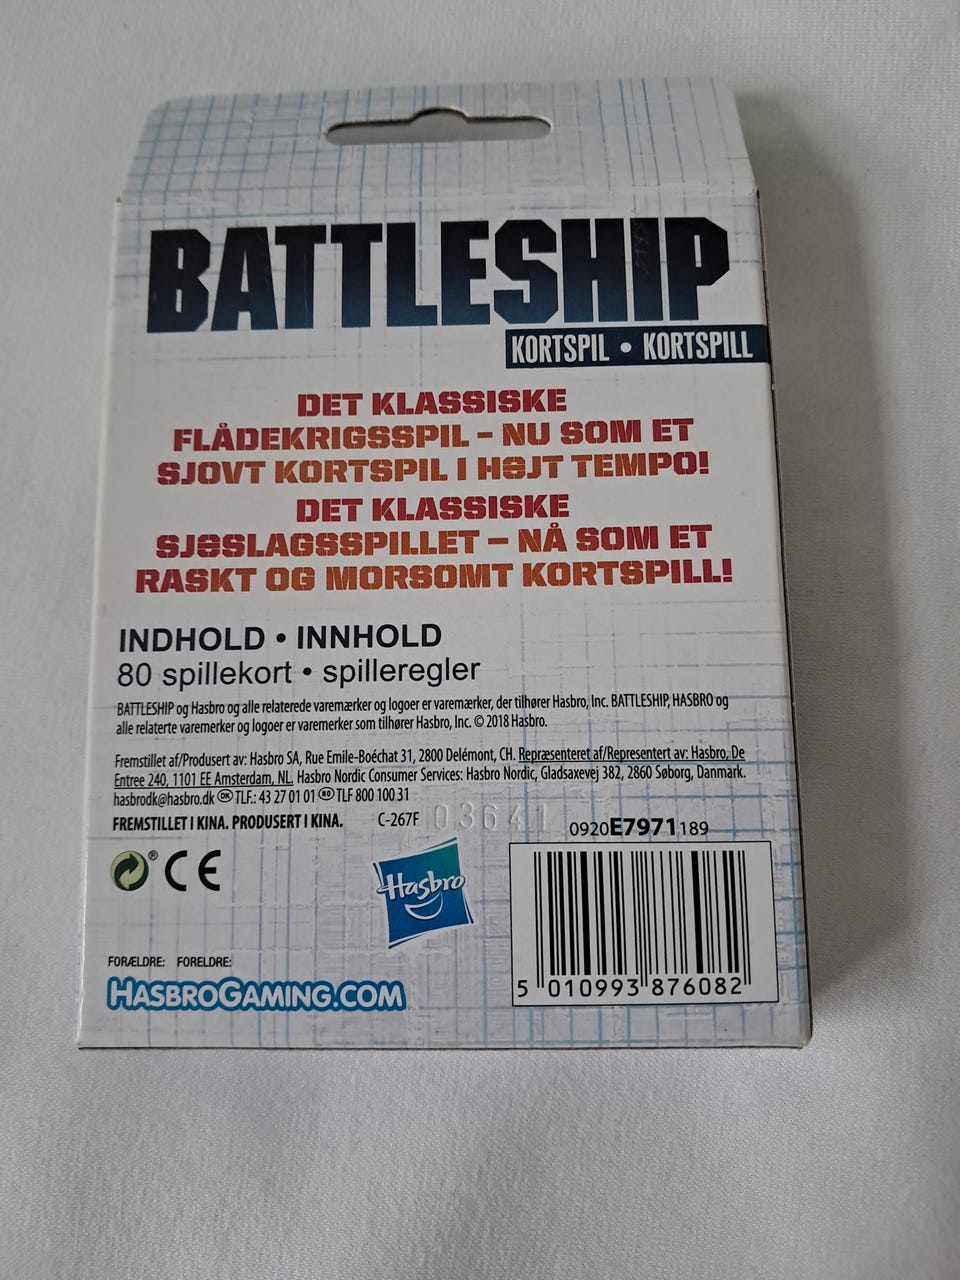 BATTLESHIP
KORTSPIL • KORTSPILL
DET KLASSISKE
FLÅDEKRIGSSPIL – NU SOM ET
SJOVT KORTSPIL I HØJT TEMPO!
DET KLASSISKE
SJØSLAGSSPILLET – NÅ SOM ET
RASKT OG MORSOMT KORTSPILL!
INDHOLD • INNHOLD
80 spillekort • spilleregler
BATTLESHIP og Hasbro og alle relaterede varemærker og logoer er varemærker, der tilhører Hasbro, Inc. BATTLESHIP, HASBRO og
alle relaterte varemerker og logoer er varemerker som tilhører Hasbro, Inc. © 2018 Hasbro.
Fremstillet af/Produsert av: Hasbro SA, Rue Emile-Boéchat 31, 2800 Delémont, CH. Repræsenteret af/Representert av: Hasbro, De
Entree 240, 1101 EE Amsterdam, NL. Hasbro Nordic Consumer Services: Hasbro Nordic, Gladsaxevej 382, 2860 Søborg, Danmark.
hasbrodk@hasbro.dk DK TLF.: 43 27 01 01 NO TLF 800 100 31
FREMSTILLET I KINA. PRODUSERT I KINA. C-267F 03641
0920E7971189
® CE
Hasbro
FORÆLDRE: FORELDRE:
HASBROGAMING.COM
5 010993 876082